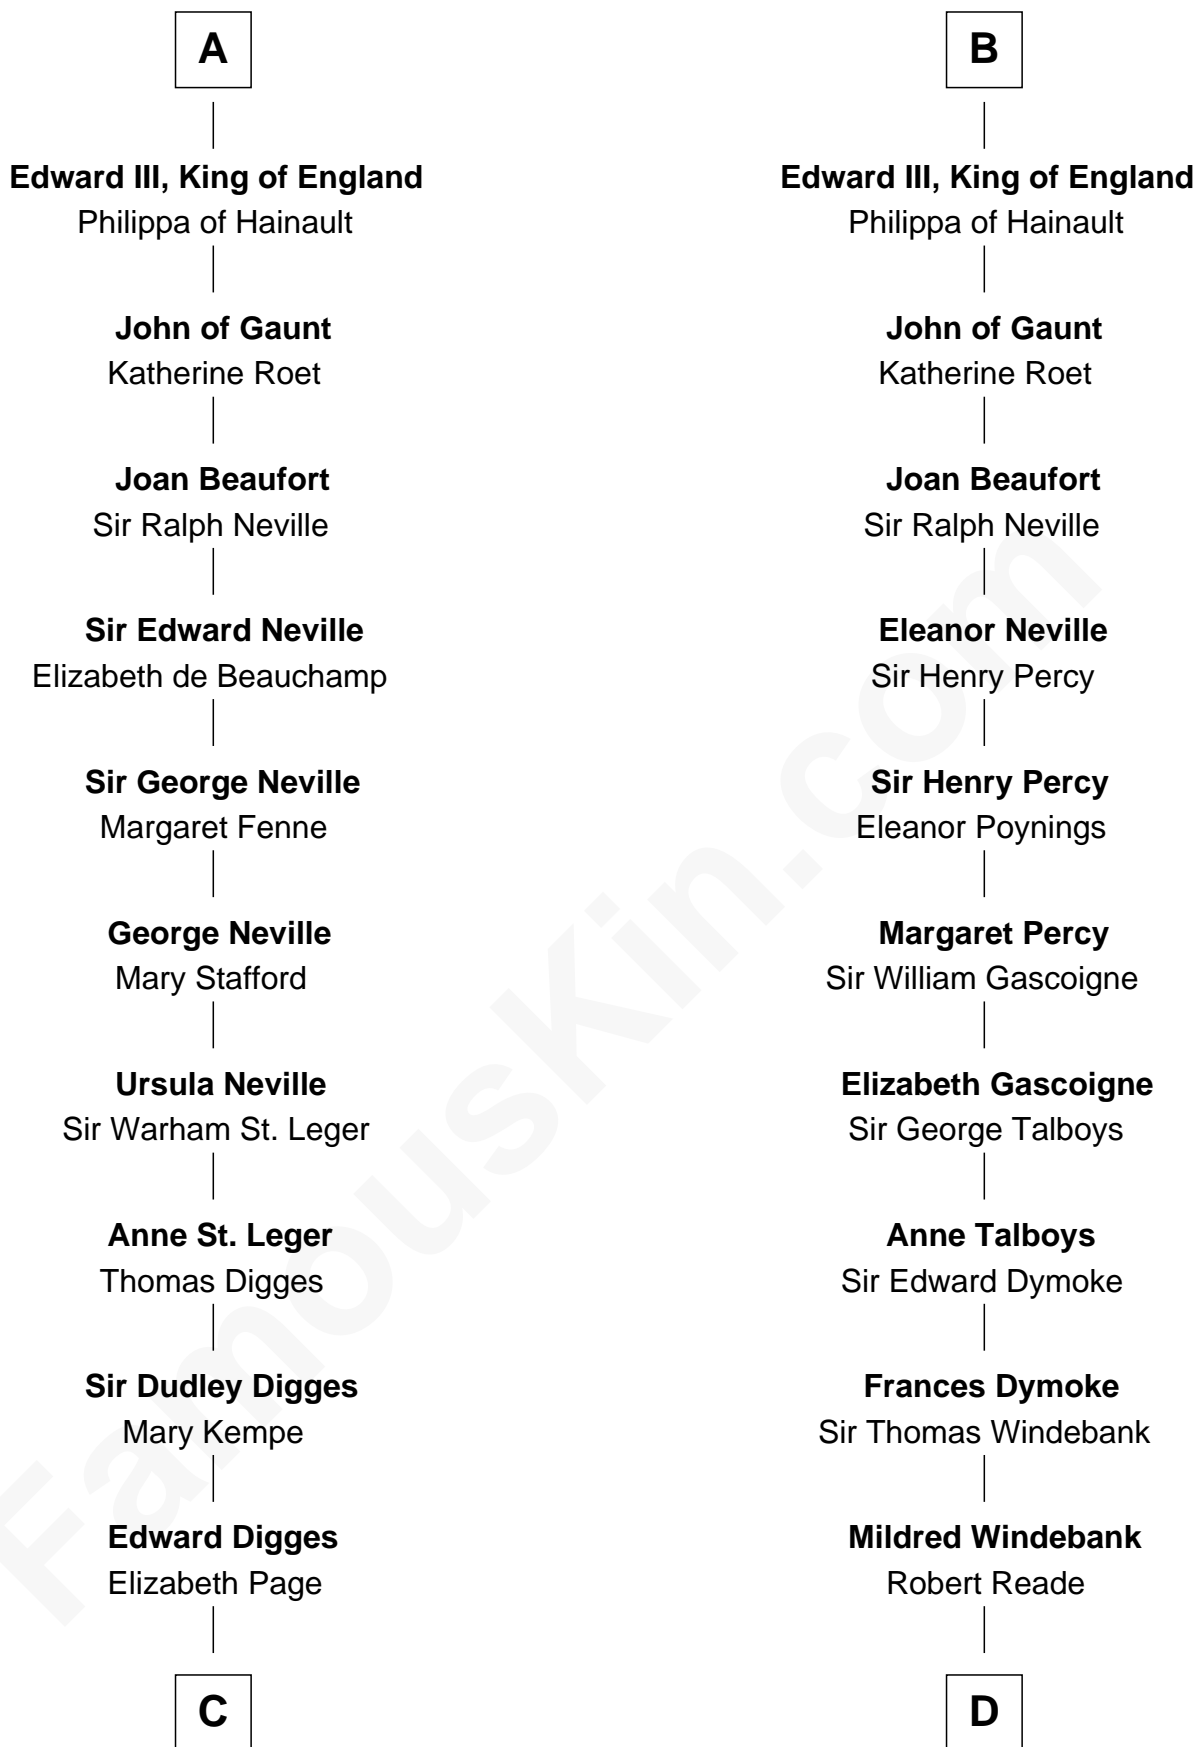 A
Edward III, King of England
Philippa of Hainault
John of Gaunt
Katherine Roet
Joan Beaufort
Sir Ralph Neville
Sir Edward Neville
Elizabeth de Beauchamp
Sir George Neville
Margaret Fenne
George Neville
Mary Stafford
Ursula Neville
Sir Warham St. Leger
Anne St. Leger
Thomas Digges
Sir Dudley Digges
Mary Kempe
Edward Digges
Elizabeth Page
C
B
Edward III, King of England
Philippa of Hainault
John of Gaunt
Katherine Roet
Joan Beaufort
Sir Ralph Neville
Eleanor Neville
Sir Henry Percy
Sir Henry Percy
Eleanor Poynings
Margaret Percy
Sir William Gascoigne
Elizabeth Gascoigne
Sir George Talboys
Anne Talboys
Sir Edward Dymoke
Frances Dymoke
Sir Thomas Windebank
Mildred Windebank
Robert Reade
D
FamousKin.com